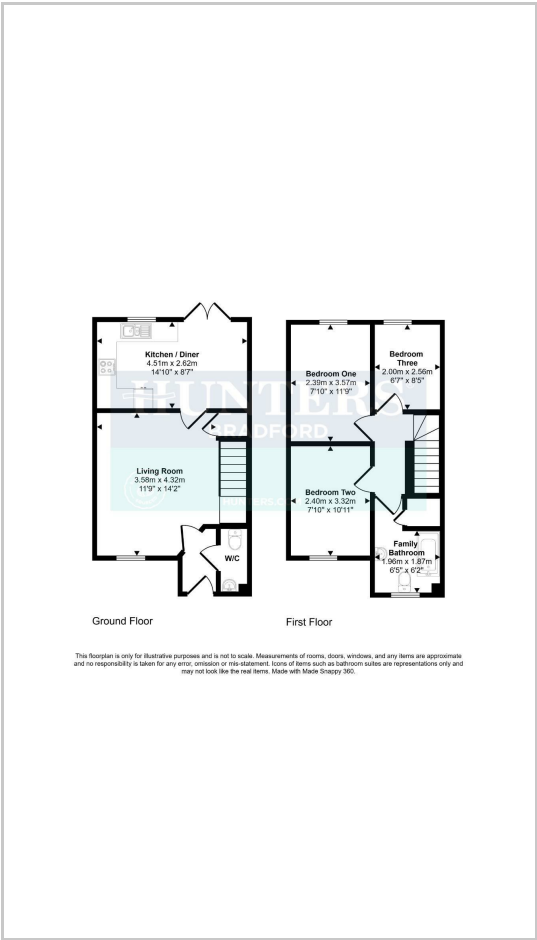 Kitchen / Diner
4.51m x 2.62m
14'10" x 8'7"
HUNTERS
BRADFORD
Living Room
3.58m x 4.32m
11'9" x 14'2"
W/C
Bedroom One
2.39m x 3.57m
7'10" x 11'9"
Bedroom
Three
2.00m x 2.56m
6'7" x 8'5"
Bedroom Two
2.40m x 3.32m
7'10" x 10'11"
Family
Bathroom
1.96m x 1.87m
6'5" x 6'2"
Ground Floor
First Floor
This floorplan is only for illustrative purposes and is not to scale. Measurements of rooms, doors, windows, and any items are approximate
and no responsibility is taken for any error, omission or mis-statement. Icons of items such as bathroom suites are representations only and
may not look like the real items. Made with Made Snappy 360.